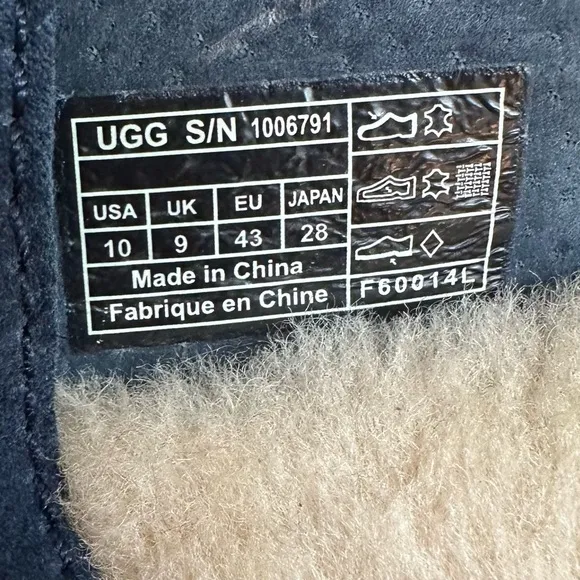 UGG S/N 1006791
USA UK EU JAPAN
10 9 43 28
Made in China
Fabrique en Chine
F60014L